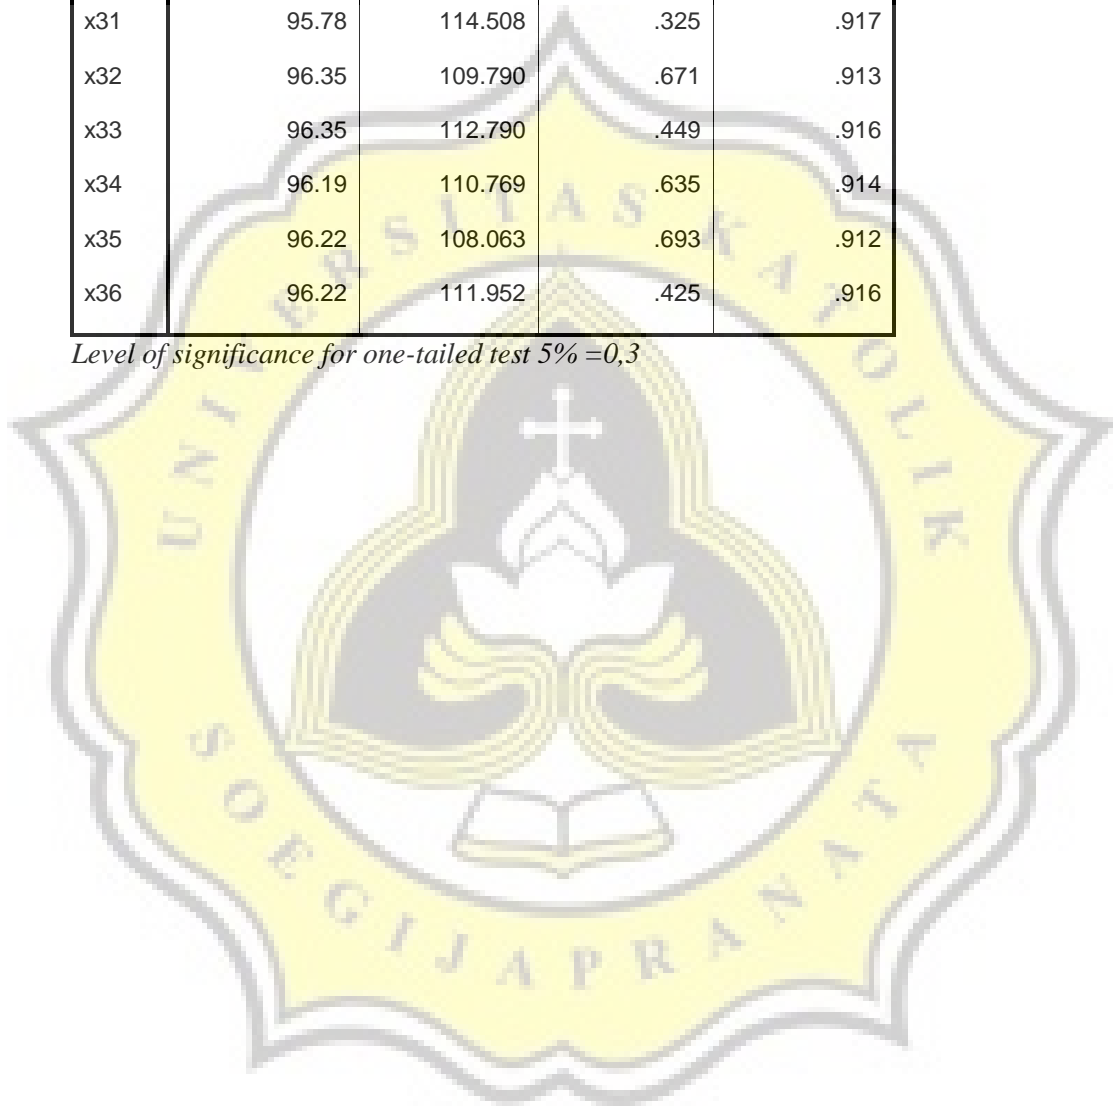 x31 95.78 114.508 .325 .917
x32 96.35 109.790 .671 .913
x33 96.35 112.790 .449 .916
x34 96.19 110.769 .635 .914
x35 96.22 108.063 .693 .912
x36 96.22 111.952 .425 .916
Level of significance for one-tailed test 5% =0,3
UNIVERSITAS KATOLIK
SOEGIJAPRANATA